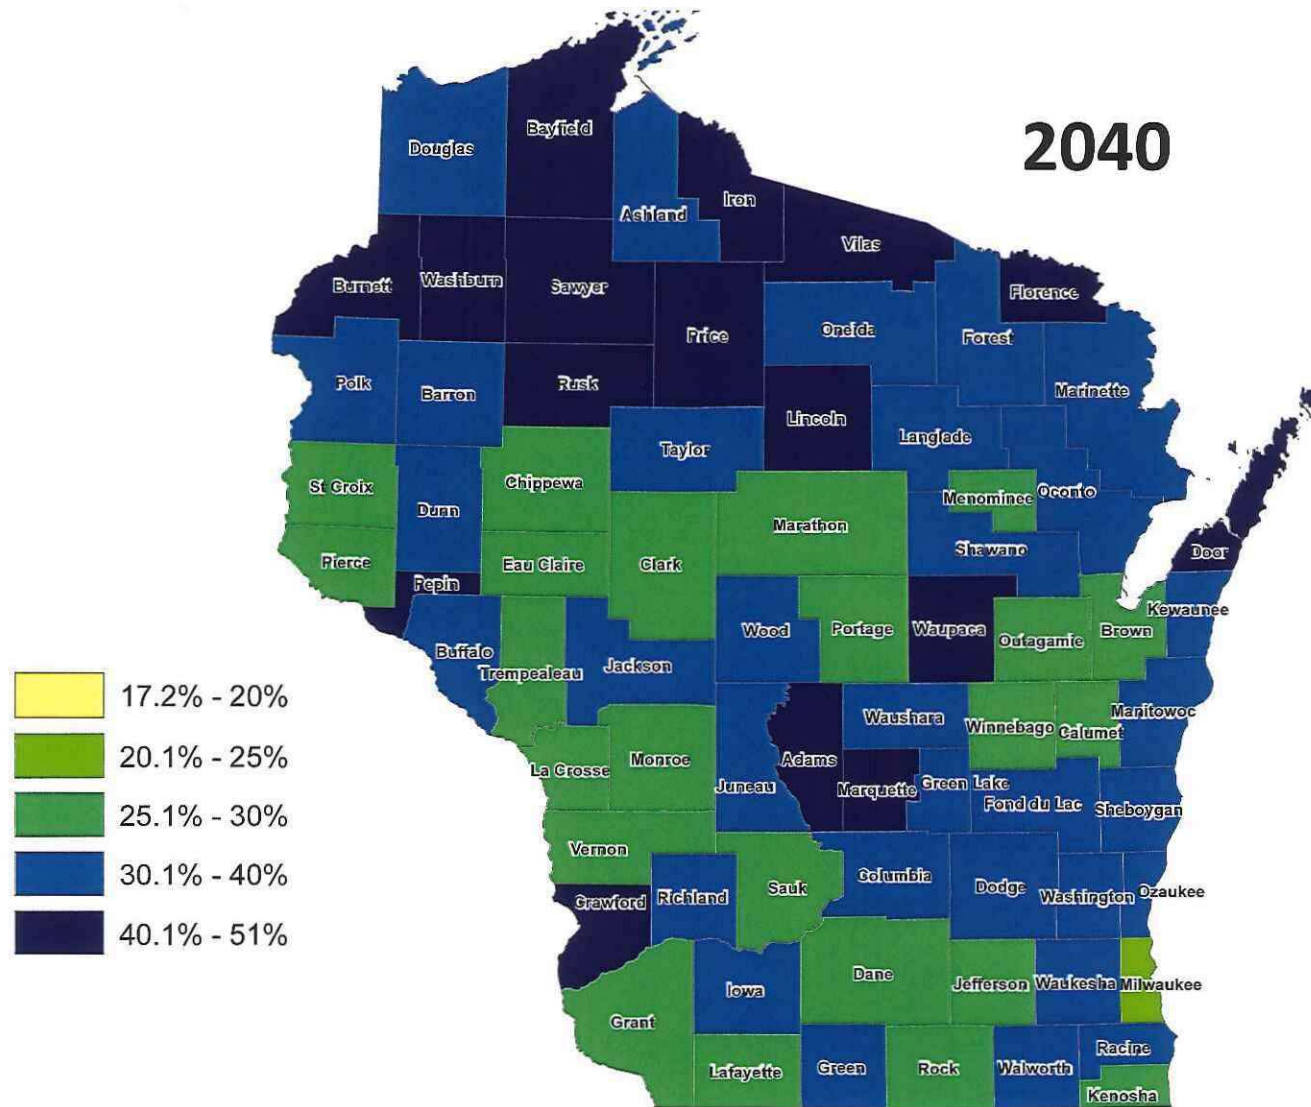 2040
Bayfield
Douglas
Iron
Ashland
Vilas
Burnett
Washburn
Sawyer
Florence
Price
Oneida
Forest
Polk
Barron
Rusk
Marinette
Lincoln
Langlade
Taylor
St Croix
Chippewa
Menominee
Oconto
Dunn
Marathon
Shawano
Door
Pierce
Eau Claire
Clark
Pepin
Kewaunee
Wood
Portage
Waupaca
Outagamie
Brown
Buffalo
Trempealeau
Jackson
17.2% - 20%
Manitowoc
Waushara
Winnebago
Calumet
20.1% - 25%
La Crosse
Monroe
Juneau
Adams
Marquette
Green Lake
Fond du Lac
Sheboygan
25.1% - 30%
Vernon
Sauk
Columbia
Dodge
Washington
Ozaukee
30.1% - 40%
Crawford
Richland
40.1% - 51%
Iowa
Dane
Jefferson
Waukesha
Milwaukee
Grant
Lafayette
Green
Rock
Walworth
Racine
Kenosha